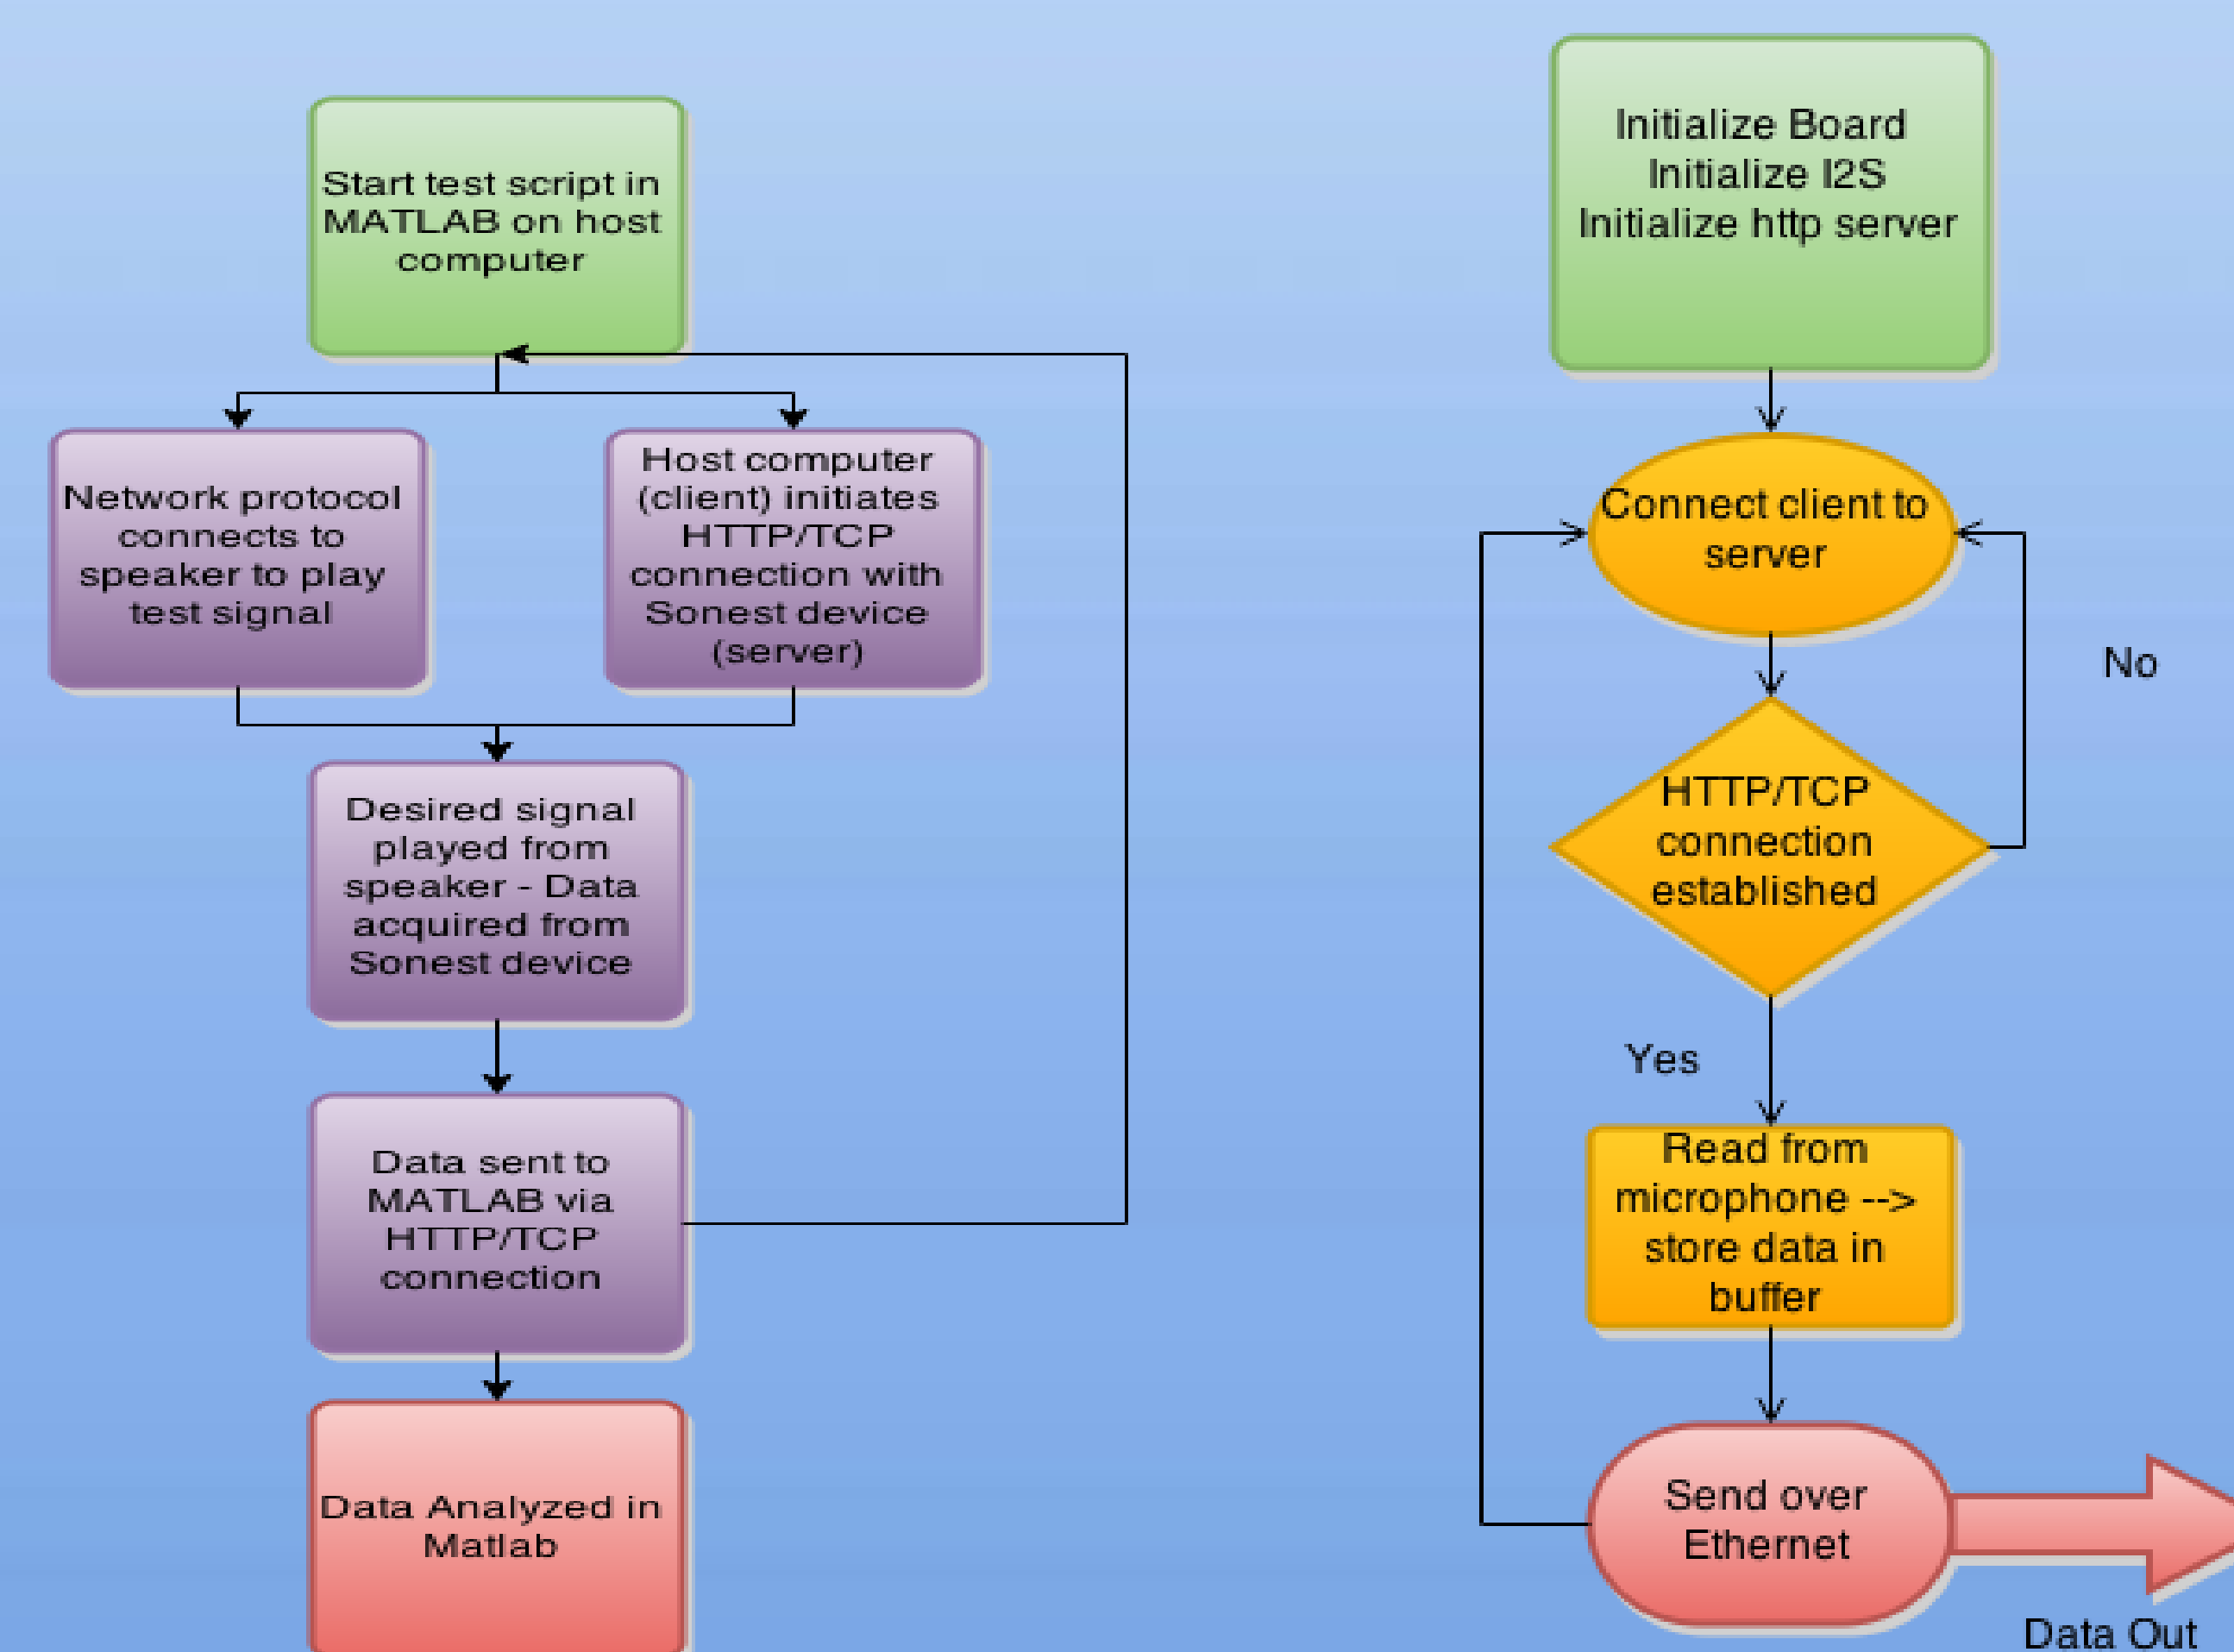 Start test script in
MATLAB on host
computer
Network protocol
connects to
speaker to play
test signal
Host computer
(client) initiates
HTTP/TCP
connection with
Sonest device
(server)
Desired signal
played from
speaker - Data
acquired from
Sonest device
Data sent to
MATLAB via
HTTP/TCP
connection
Data Analyzed in
Matlab
Initialize Board
Initialize I2S
Initialize http server
Connect client to
server
No
HTTP/TCP
connection
established
Yes
Read from
microphone -->
store data in
buffer
Send over
Ethernet
Data Out